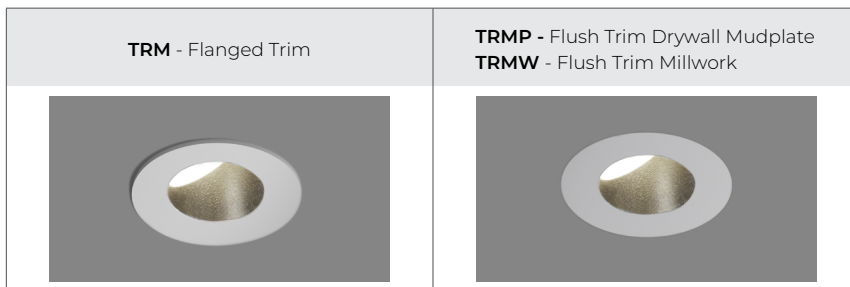 TRM - Flanged Trim
TRMP - Flush Trim Drywall Mudplate
TRMW - Flush Trim Millwork